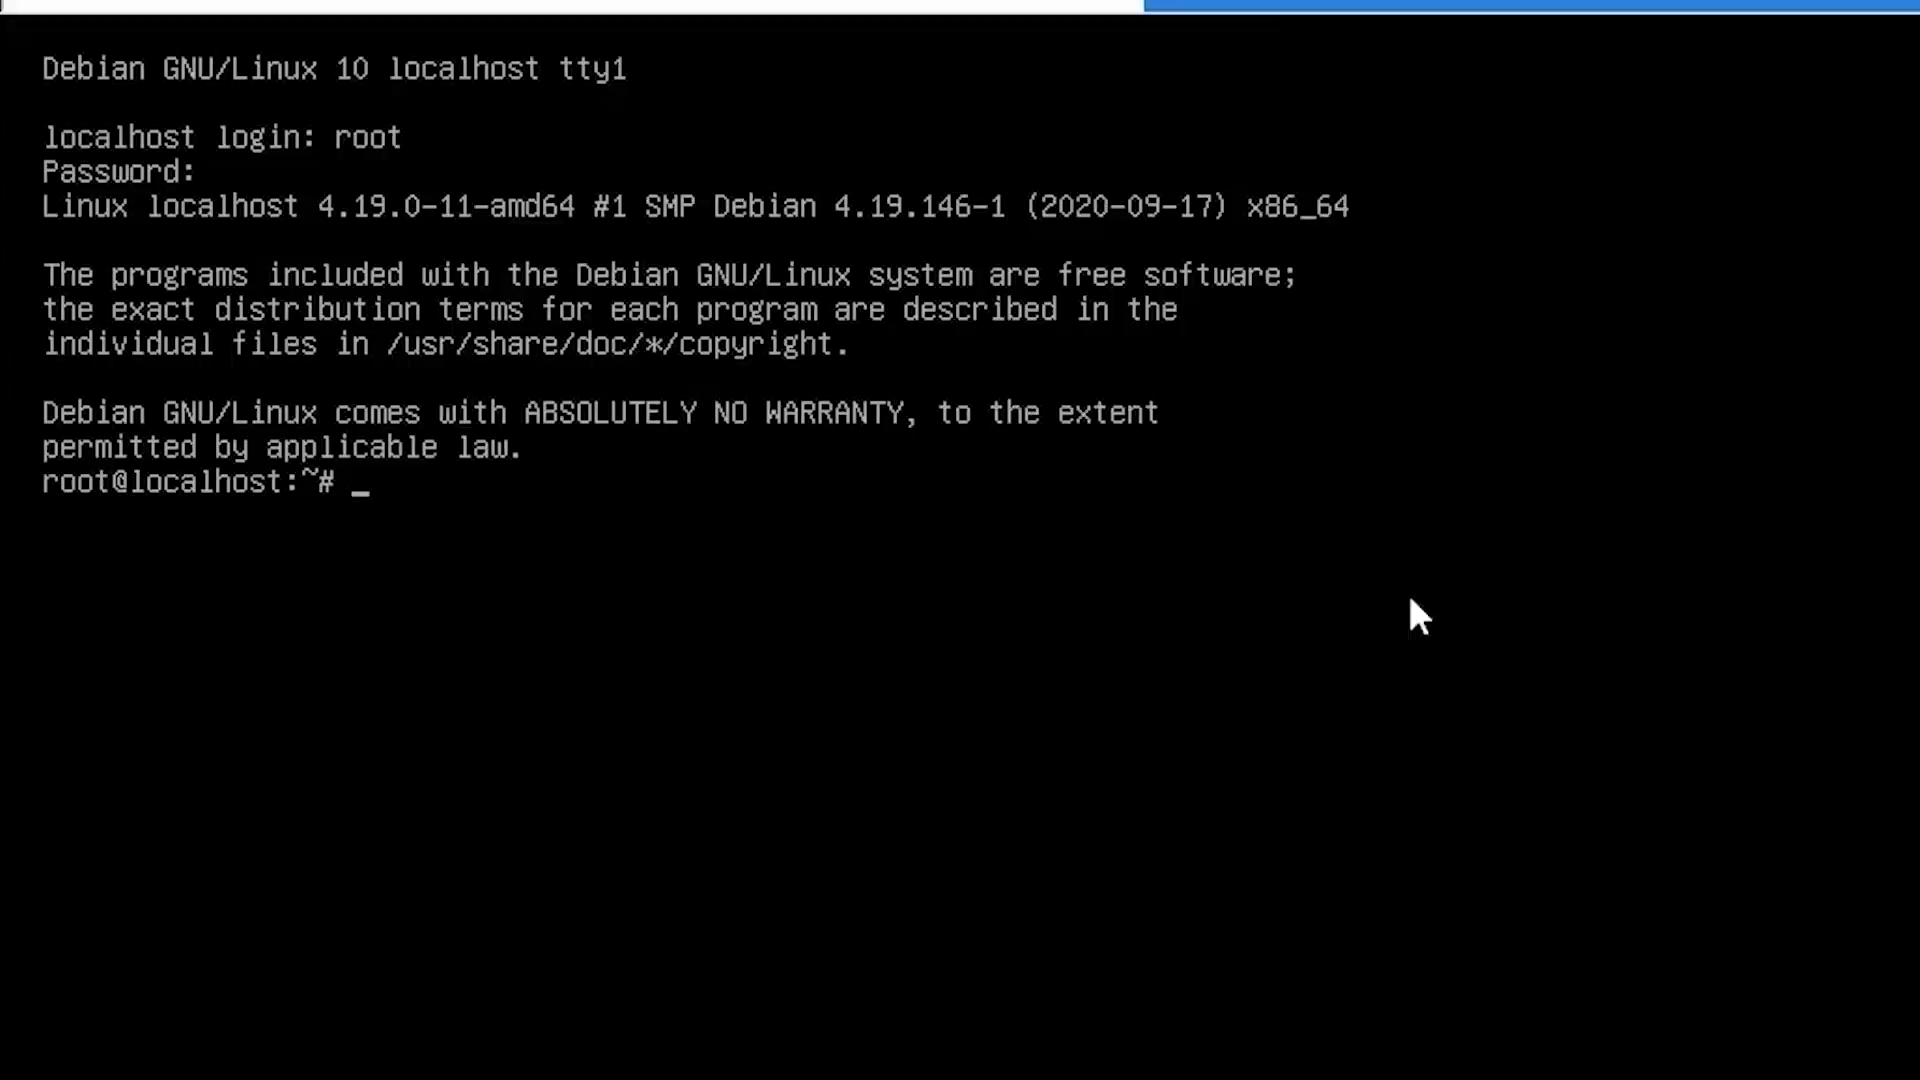 Debian GNU/Linux 10 localhost tty1
localhost login: root
Password:
Linux localhost 4.19.0-11-amd64 #1 SMP Debian 4.19.146-1 (2020-09-17) x86_64
The programs included with the Debian GNU/Linux system are free software;
the exact distribution terms for each program are described in the
individual files in /usr/share/doc/*/copyright.
Debian GNU/Linux comes with ABSOLUTELY NO WARRANTY, to the extent
permitted by applicable law.
root@localhost:~# _